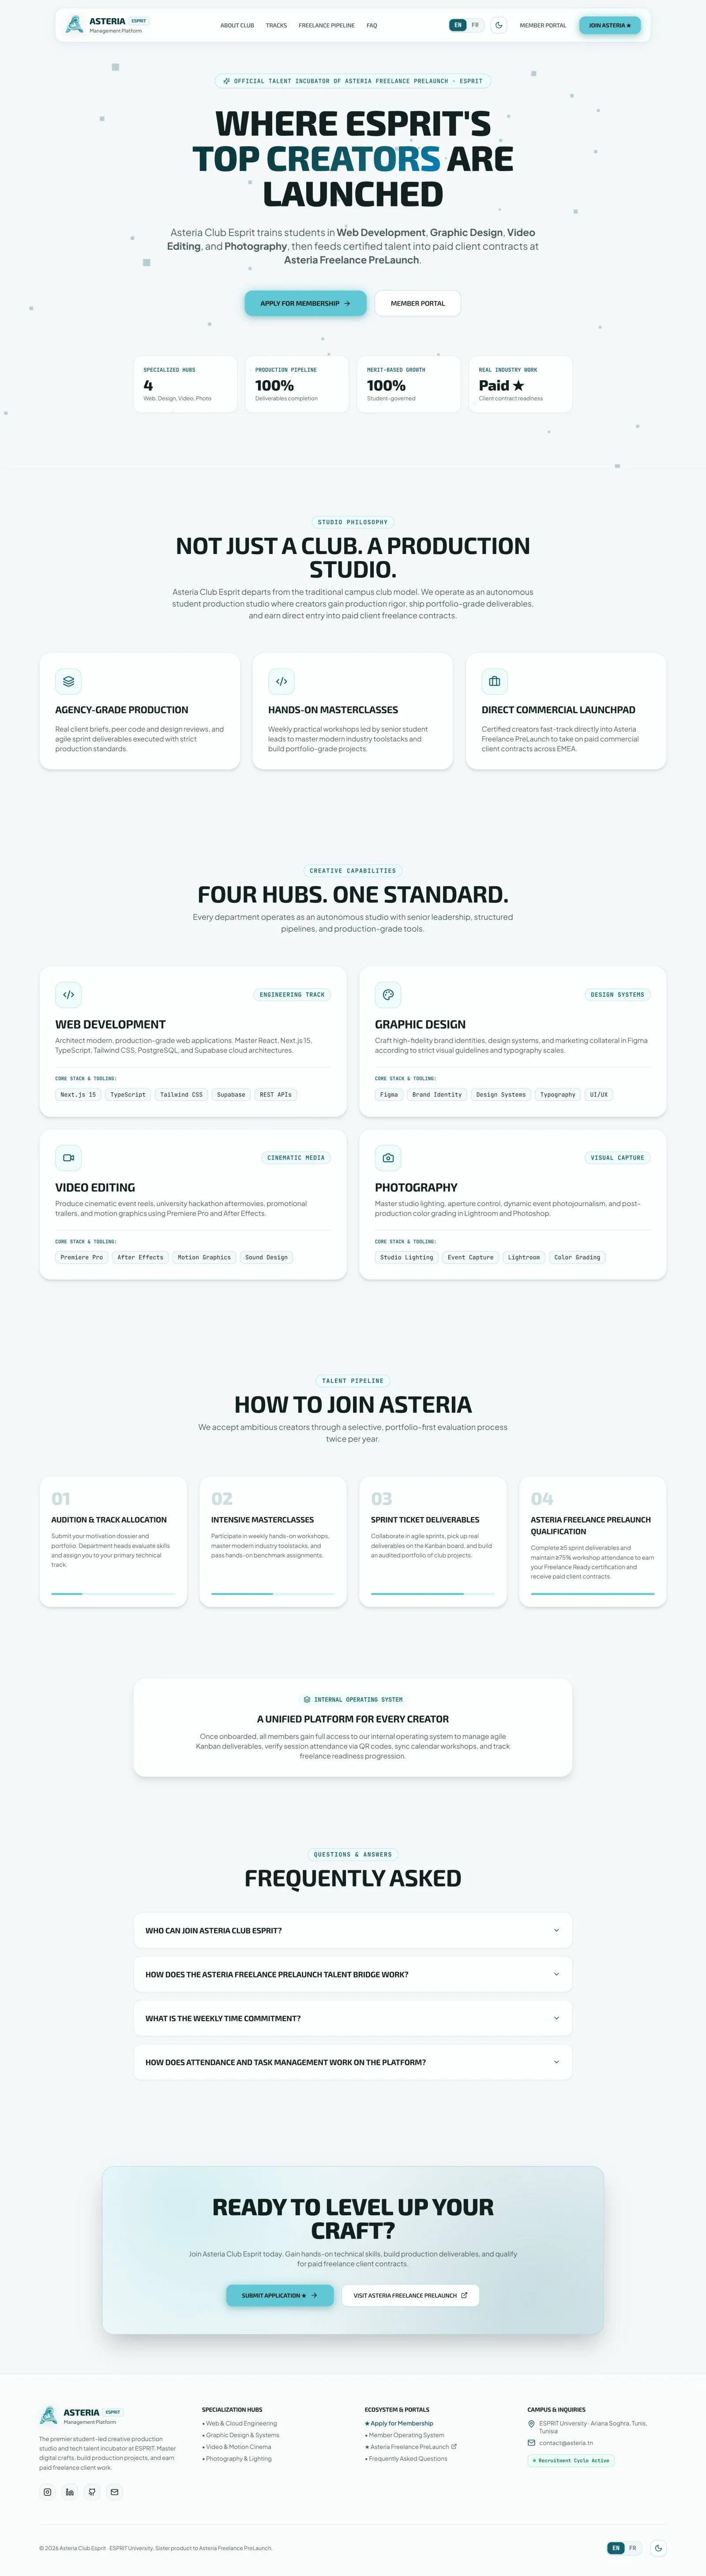 ASTERIA ESPRIT
Management Platform
ABOUT CLUB TRACKS FREELANCE PIPELINE FAQ
EN FR
MEMBER PORTAL
JOIN ASTERIA ★
OFFICIAL TALENT INCUBATOR OF ASTERIA FREELANCE PRELAUNCH · ESPRIT
WHERE ESPRIT'S
TOP CREATORS ARE
LAUNCHED
Asteria Club Esprit trains students in Web Development, Graphic Design, Video
Editing, and Photography, then feeds certified talent into paid client contracts at
Asteria Freelance PreLaunch.
APPLY FOR MEMBERSHIP →
MEMBER PORTAL
SPECIALIZED HUBS
4
Web, Design, Video, Photo
PRODUCTION PIPELINE
100%
Deliverables completion
MERIT-BASED GROWTH
100%
Student-governed
REAL INDUSTRY WORK
Paid ★
Client contract readiness
STUDIO PHILOSOPHY
NOT JUST A CLUB. A PRODUCTION
STUDIO.
Asteria Club Esprit departs from the traditional campus club model. We operate as an autonomous
student production studio where creators gain production rigor, ship portfolio-grade deliverables,
and earn direct entry into paid client freelance contracts.
AGENCY-GRADE PRODUCTION
Real client briefs, peer code and design reviews, and
agile sprint deliverables executed with strict
production standards.
HANDS-ON MASTERCLASSES
Weekly practical workshops led by senior student
leads to master modern industry toolstacks and
build portfolio-grade projects.
DIRECT COMMERCIAL LAUNCHPAD
Certified creators fast-track directly into Asteria
Freelance PreLaunch to take on paid commercial
client contracts across EMEA.
CREATIVE CAPABILITIES
FOUR HUBS. ONE STANDARD.
Every department operates as an autonomous studio with senior leadership, structured
pipelines, and production-grade tools.
ENGINEERING TRACK
WEB DEVELOPMENT
Architect modern, production-grade web applications. Master React, Next.js 15,
TypeScript, Tailwind CSS, PostgreSQL, and Supabase cloud architectures.
CORE STACK & TOOLING:
Next.js 15 TypeScript Tailwind CSS Supabase REST APIs
DESIGN SYSTEMS
GRAPHIC DESIGN
Craft high-fidelity brand identities, design systems, and marketing collateral in Figma
according to strict visual guidelines and typography scales.
CORE STACK & TOOLING:
Figma Brand Identity Design Systems Typography UI/UX
CINEMATIC MEDIA
VIDEO EDITING
Produce cinematic event reels, university hackathon aftermovies, promotional
trailers, and motion graphics using Premiere Pro and After Effects.
CORE STACK & TOOLING:
Premiere Pro After Effects Motion Graphics Sound Design
VISUAL CAPTURE
PHOTOGRAPHY
Master studio lighting, aperture control, dynamic event photojournalism, and post-
production color grading in Lightroom and Photoshop.
CORE STACK & TOOLING:
Studio Lighting Event Capture Lightroom Color Grading
TALENT PIPELINE
HOW TO JOIN ASTERIA
We accept ambitious creators through a selective, portfolio-first evaluation process
twice per year.
01
AUDITION & TRACK ALLOCATION
Submit your motivation dossier and
portfolio. Department heads evaluate skills
and assign you to your primary technical
track.
02
INTENSIVE MASTERCLASSES
Participate in weekly hands-on workshops,
master modern industry toolstacks, and
pass hands-on benchmark assignments.
03
SPRINT TICKET DELIVERABLES
Collaborate in agile sprints, pick up real
deliverables on the Kanban board, and build
an audited portfolio of club projects.
04
ASTERIA FREELANCE PRELAUNCH
QUALIFICATION
Complete ≥5 sprint deliverables and
maintain ≥75% workshop attendance to earn
your Freelance Ready certification and
receive paid client contracts.
INTERNAL OPERATING SYSTEM
A UNIFIED PLATFORM FOR EVERY CREATOR
Once onboarded, all members gain full access to our internal operating system to manage agile
Kanban deliverables, verify session attendance via QR codes, sync calendar workshops, and track
freelance readiness progression.
QUESTIONS & ANSWERS
FREQUENTLY ASKED
WHO CAN JOIN ASTERIA CLUB ESPRIT?
HOW DOES THE ASTERIA FREELANCE PRELAUNCH TALENT BRIDGE WORK?
WHAT IS THE WEEKLY TIME COMMITMENT?
HOW DOES ATTENDANCE AND TASK MANAGEMENT WORK ON THE PLATFORM?
READY TO LEVEL UP YOUR
CRAFT?
Join Asteria Club Esprit today. Gain hands-on technical skills, build production deliverables, and qualify
for paid freelance client contracts.
SUBMIT APPLICATION ★ →
VISIT ASTERIA FREELANCE PRELAUNCH
ASTERIA ESPRIT
Management Platform
The premier student-led creative production
studio and tech talent incubator at ESPRIT. Master
digital crafts, build production projects, and earn
paid freelance client work.
SPECIALIZATION HUBS
• Web & Cloud Engineering
• Graphic Design & Systems
• Video & Motion Cinema
• Photography & Lighting
ECOSYSTEM & PORTALS
★ Apply for Membership
• Member Operating System
★ Asteria Freelance PreLaunch
• Frequently Asked Questions
CAMPUS & INQUIRIES
ESPRIT University · Ariana Soghra, Tunis,
Tunisia
contact@asteria.tn
Recruitment Cycle Active
© 2026 Asteria Club Esprit · ESPRIT University. Sister product to Asteria Freelance PreLaunch.
EN FR